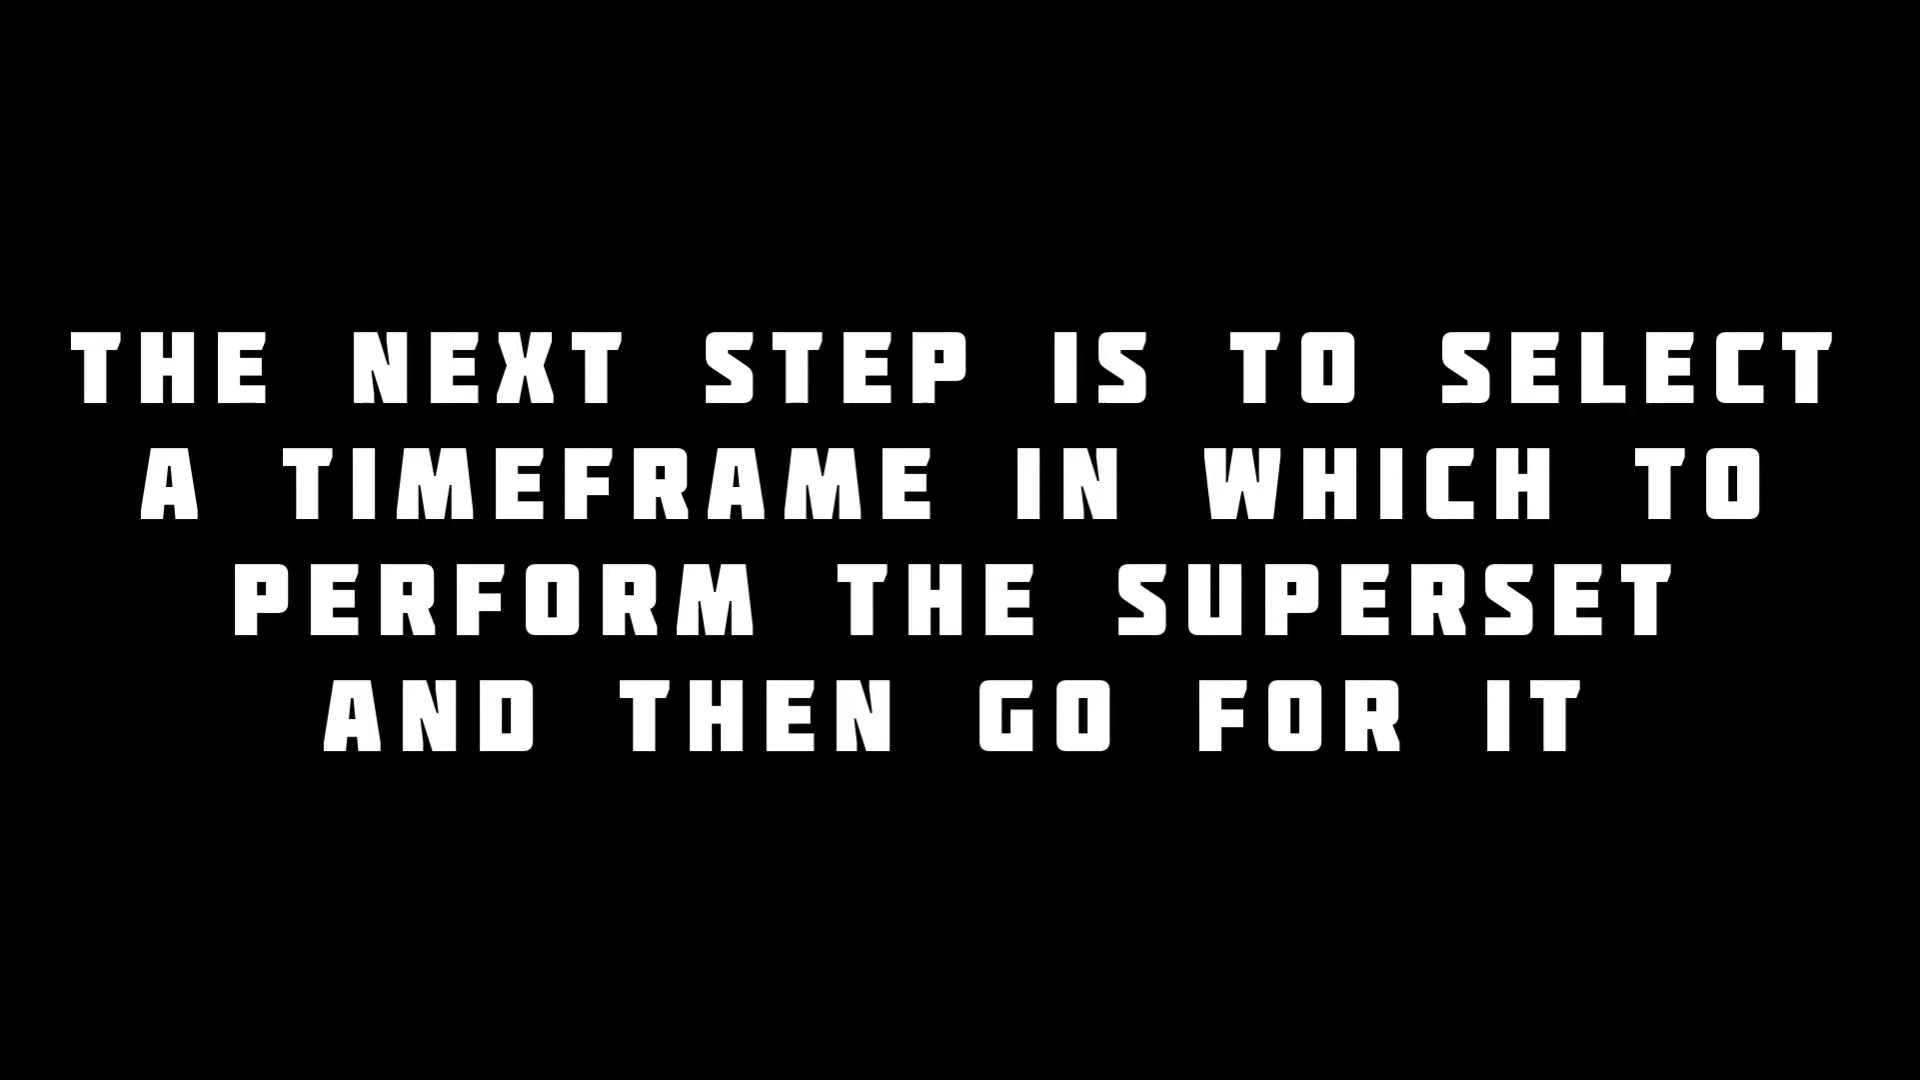 THE NEXT STEP IS TO SELECT
A TIMEFRAME IN WHICH TO
PERFORM THE SUPERSET
AND THEN GO FOR IT